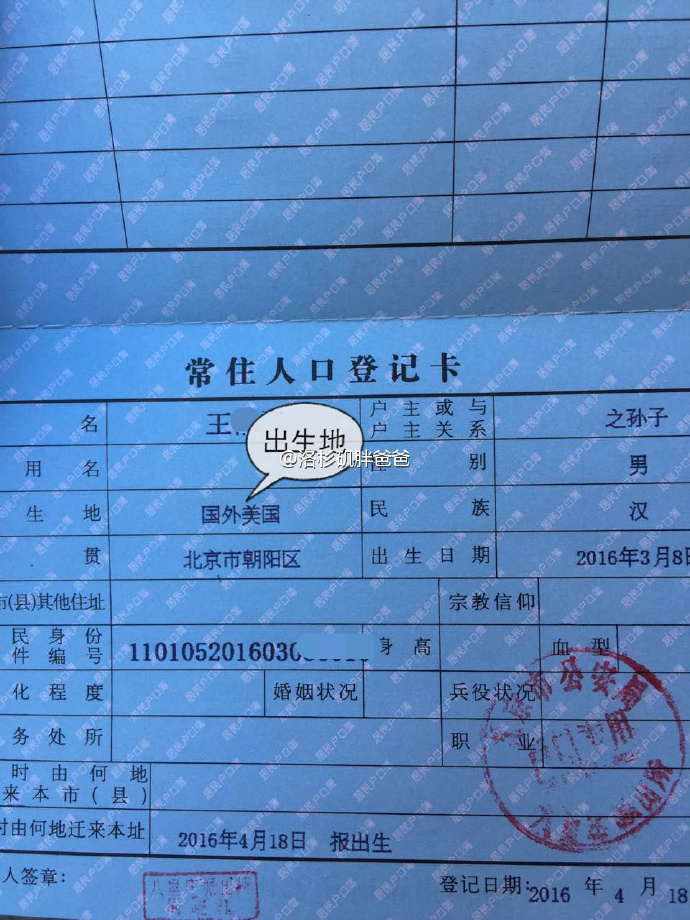 常住人口登记卡
名 王 户主或与户主关系 之孙子
用名 别 男
生地 国外美国 民族 汉
出生地
@洛杉矶胖爸爸
贯 北京市朝阳区 出生日期 2016年3月8日
市(县)其他住址 宗教信仰
民身份件编号 1101052016030 身高 血型
化程度 婚姻状况 兵役状况
务处所 职业
时由何地来本市(县)
时由何地迁来本址 2016年4月18日 报出生
人签章: 登记日期: 2016 年 4 月 18